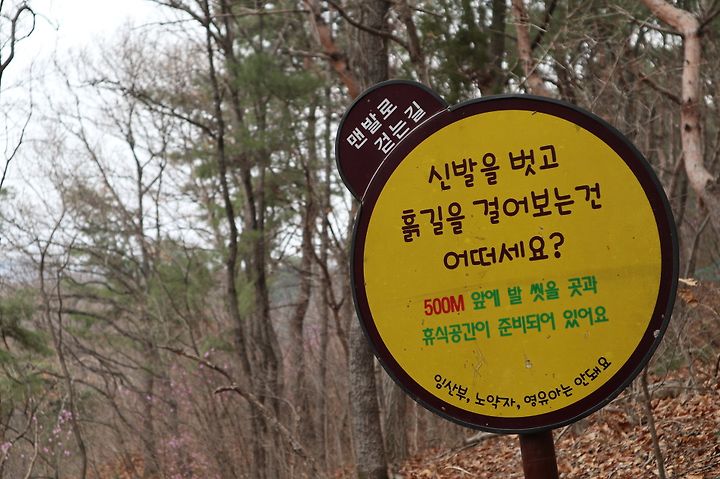 맨발로
걷는길
신발을 벗고
흙길을 걸어보는건
어떠세요?
500M 앞에 발 씻을 곳과
휴식공간이 준비되어 있어요
임산부, 노약자, 영유아는 안돼요